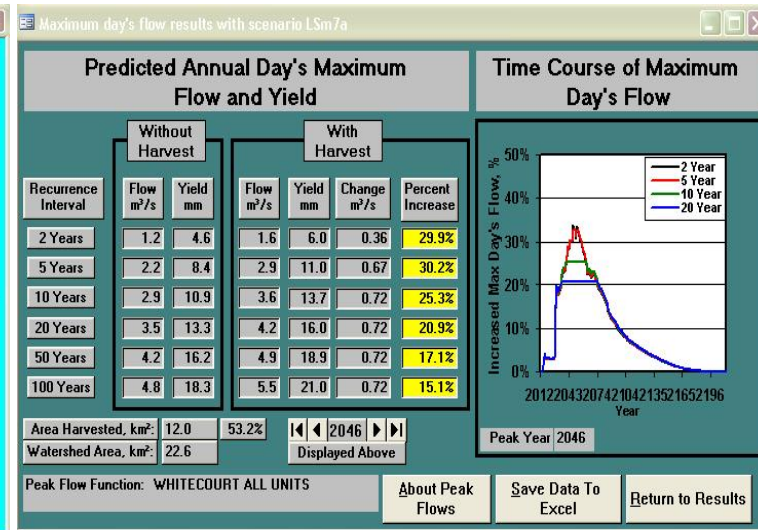 Maximum day's flow results with scenario LSm7a
Predicted Annual Day's Maximum
Flow and Yield
Without
Harvest
With
Harvest
Recurrence
Interval
Flow
m³/s
Yield
mm
Flow
m³/s
Yield
mm
Change
m³/s
Percent
Increase
2 Years 1.2 4.6 1.6 6.0 0.36 29.9%
5 Years 2.2 8.4 2.9 11.0 0.67 30.2%
10 Years 2.9 10.9 3.6 13.7 0.72 25.3%
20 Years 3.5 13.3 4.2 16.0 0.72 20.9%
50 Years 4.2 16.2 4.9 18.9 0.72 17.1%
100 Years 4.8 18.3 5.5 21.0 0.72 15.1%
Area Harvested, km²: 12.0 53.2%
Watershed Area, km²: 22.6
2046
Displayed Above
Peak Flow Function: WHITECOURT ALL UNITS
Time Course of Maximum
Day's Flow
Increased Max Day's Flow, %
50%
40%
30%
20%
10%
0%
2 Year
5 Year
10 Year
20 Year
2012204320742104213521652196
Year
Peak Year 2046
About Peak
Flows
Save Data To
Excel
Return to Results